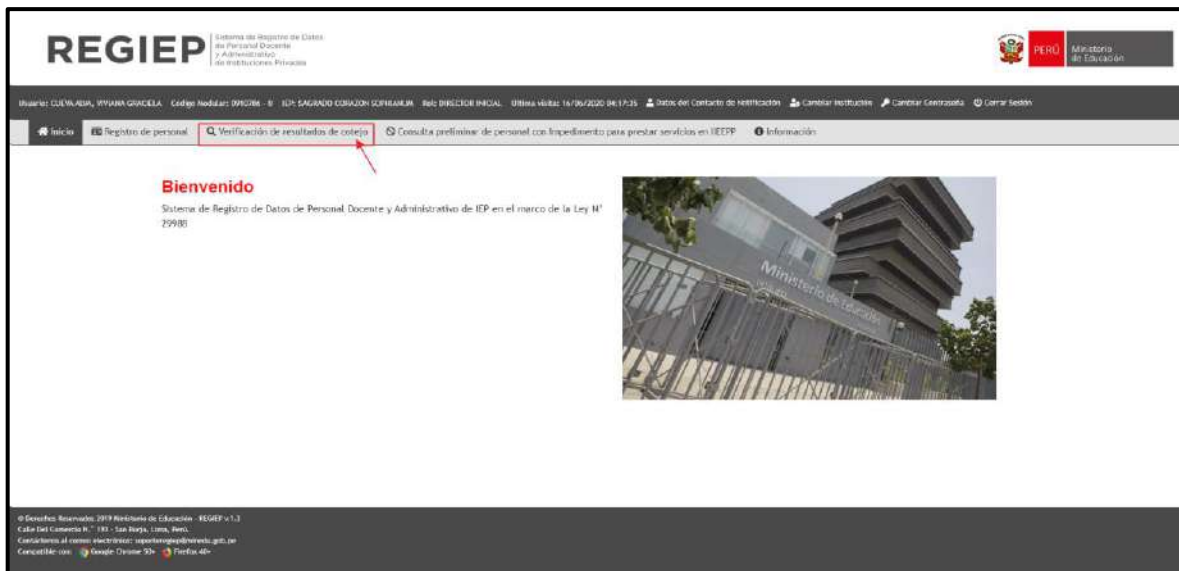 REGIEP
Sistema de Registro de Datos
de Personal Docente
y Administrativo
de Instituciones Privadas
PERÚ
Ministerio
de Educación
Usuario: CUEVA ALVA, VIVIANA GRACIELA Código Modular: IEP: SAGRADO CORAZON SOPHIANUM Rol: DIRECTOR INICIAL Última visita: 16/06/2020 04:17:35 Datos del Contacto de Notificación Cambiar Institución Cambiar Contraseña Cerrar Sesión
Inicio Registro de personal Verificación de resultados de cotejo Consulta preliminar de personal con Impedimento para prestar servicios en IIEEPP Información
Bienvenido
Sistema de Registro de Datos de Personal Docente y Administrativo de IEP en el marco de la Ley N°
29988
Ministerio de Educación
© Derechos Reservados 2019 Ministerio de Educación - REGIEP v.1.3
Calle Del Comercio N.° 193 - San Borja, Lima, Perú.
Contáctenos al correo electrónico: soporteregiep@minedu.gob.pe
Compatible con: Google Chrome 50+ Firefox 40+